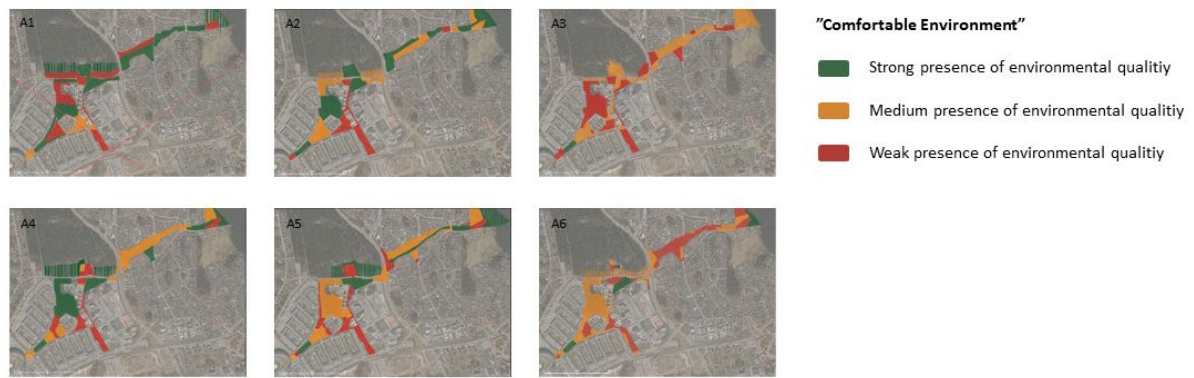 A1
A2
A3
”Comfortable Environment”
Strong presence of environmental qualitiy
Medium presence of environmental qualitiy
Weak presence of environmental qualitiy
A4
A5
A6